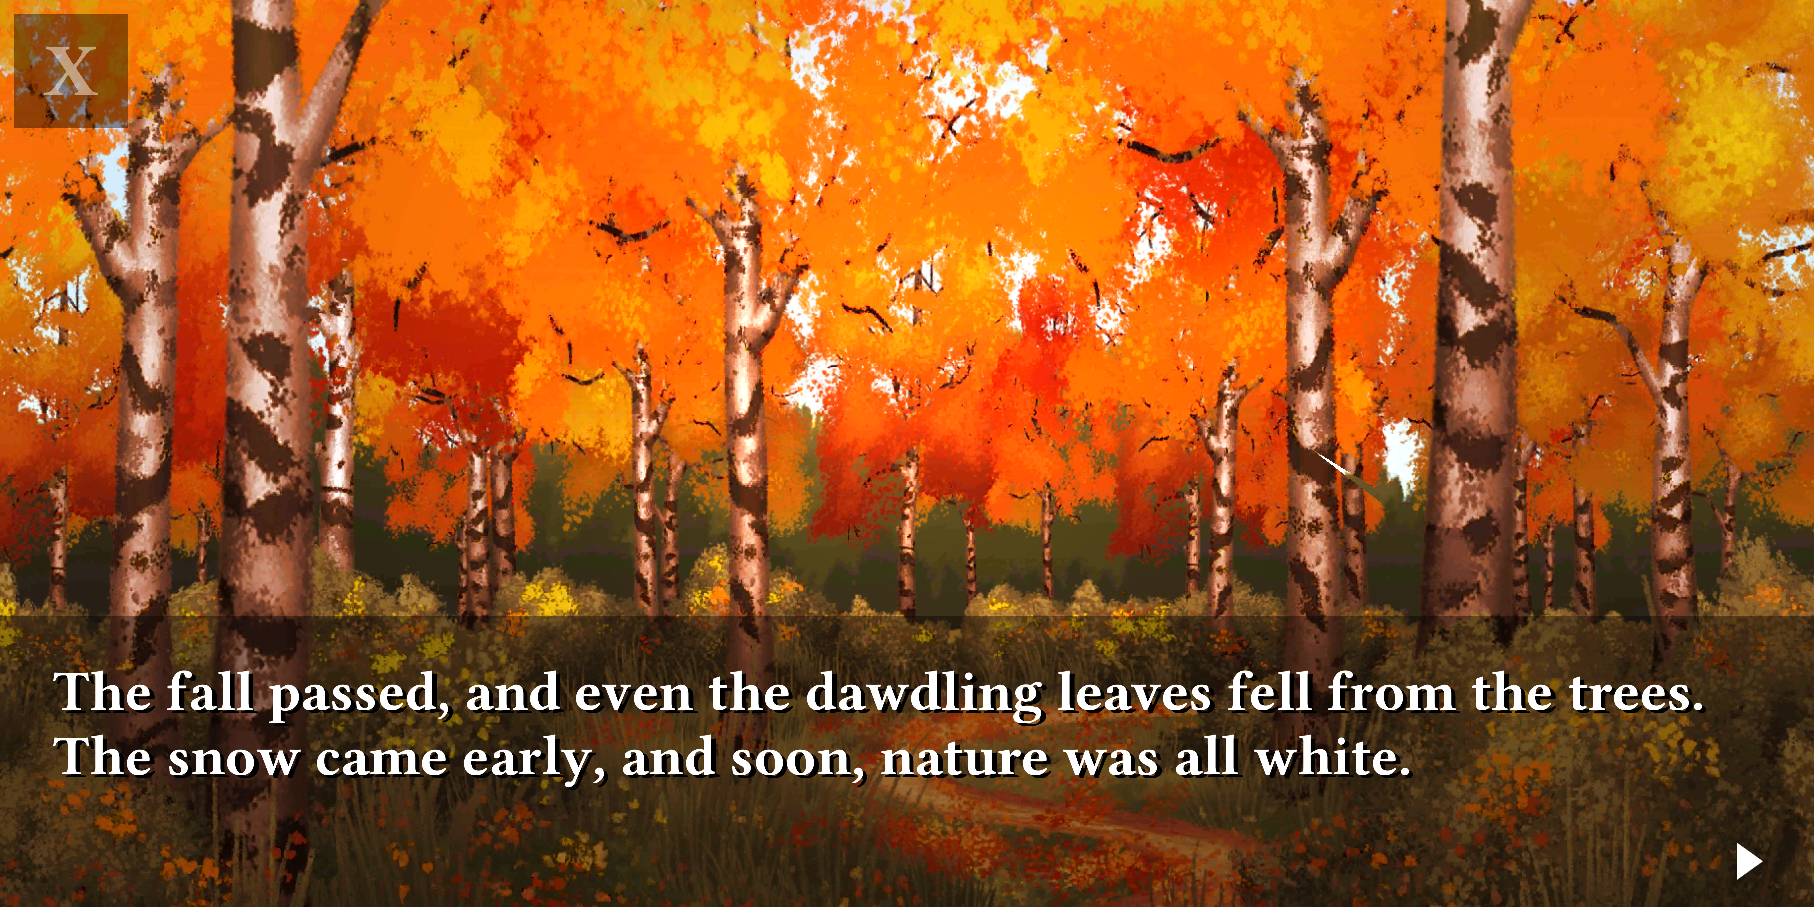 X
The fall passed, and even the dawdling leaves fell from the trees.
The snow came early, and soon, nature was all white.